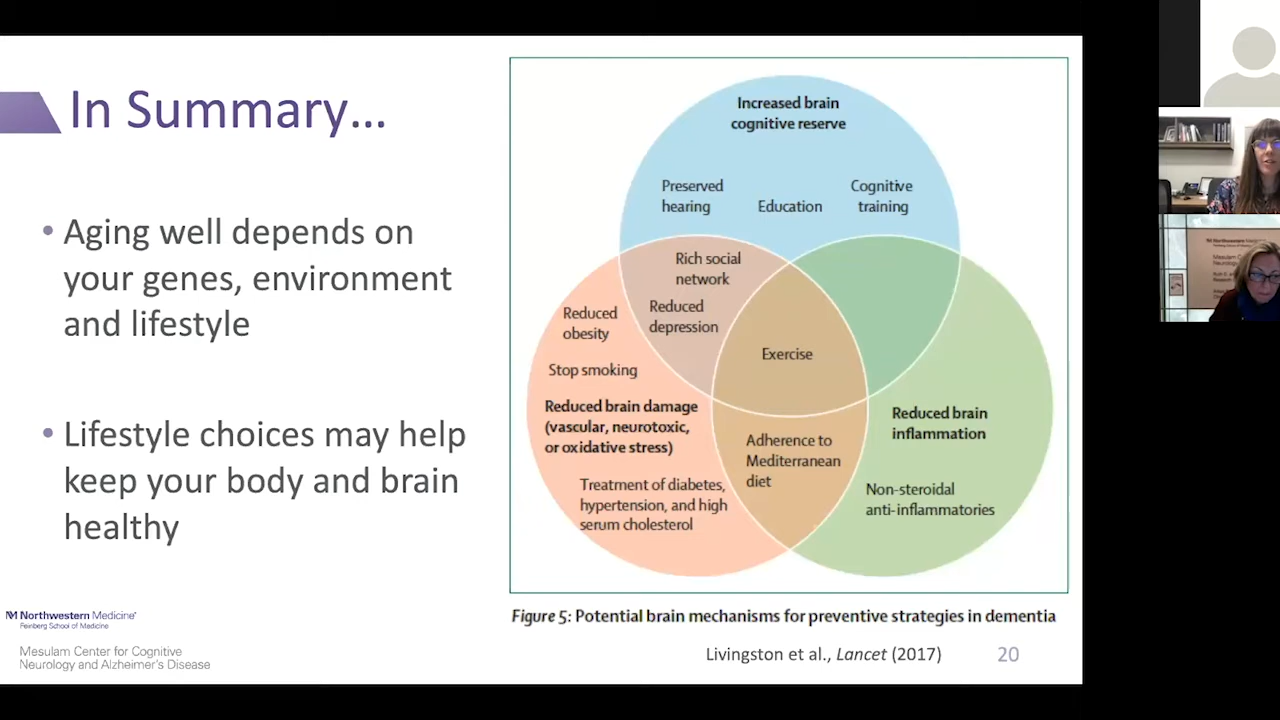 In Summary…
• Aging well depends on
your genes, environment
and lifestyle
• Lifestyle choices may help
keep your body and brain
healthy
Increased brain
cognitive reserve
Preserved
hearing
Education
Cognitive
training
Rich social
network
Reduced
depression
Reduced
obesity
Stop smoking
Reduced brain damage
(vascular, neurotoxic,
or oxidative stress)
Treatment of diabetes,
hypertension, and high
serum cholesterol
Exercise
Adherence to
Mediterranean
diet
Reduced brain
inflammation
Non-steroidal
anti-inflammatories
Figure 5: Potential brain mechanisms for preventive strategies in dementia
Livingston et al., Lancet (2017)
20
Northwestern Medicine
Feinberg School of Medicine
Mesulam Center for Cognitive
Neurology and Alzheimer's Disease
Northwestern Medicine